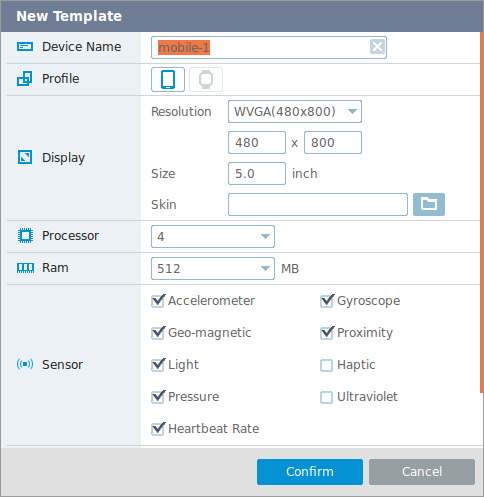 New Template
Device Name mobile-1
Profile
Display
Resolution WVGA(480x800)
480 x 800
Size 5.0 inch
Skin
Processor 4
Ram 512 MB
Sensor
Accelerometer Gyroscope
Geo-magnetic Proximity
Light Haptic
Pressure Ultraviolet
Heartbeat Rate
Confirm Cancel